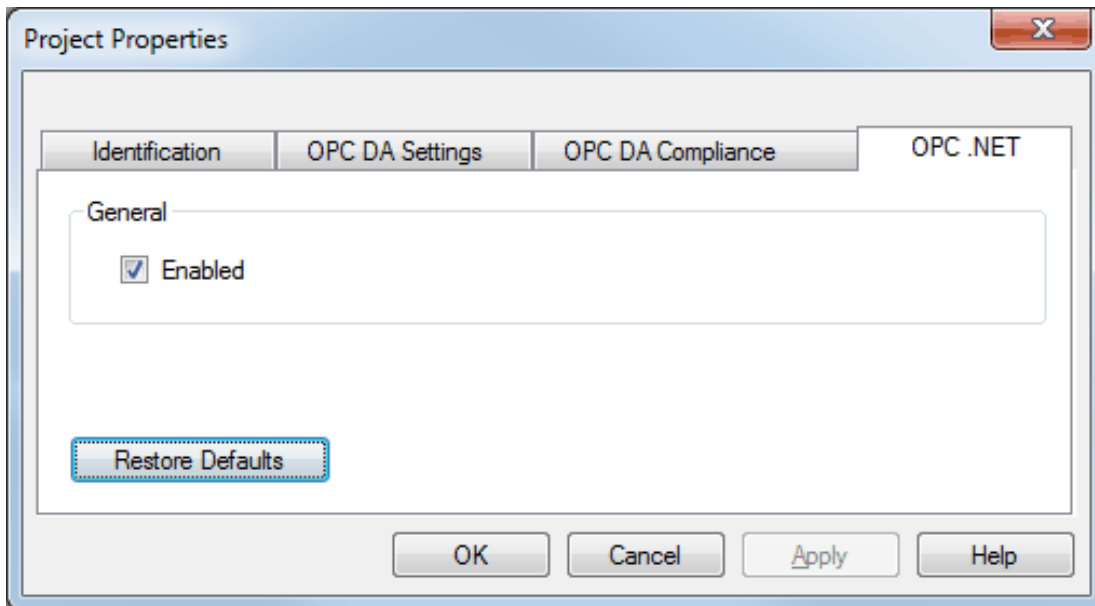 Project Properties
Identification OPC DA Settings OPC DA Compliance OPC .NET
General
Enabled
Restore Defaults
OK Cancel Apply Help